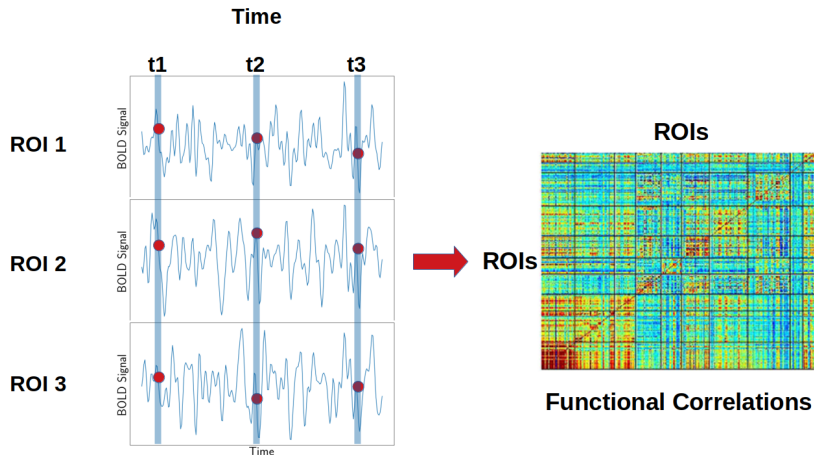 Time
t1 t2 t3
ROI 1
BOLD Signal
ROI 2
BOLD Signal
ROI 3
BOLD Signal
Time
ROIs
ROIs
Functional Correlations